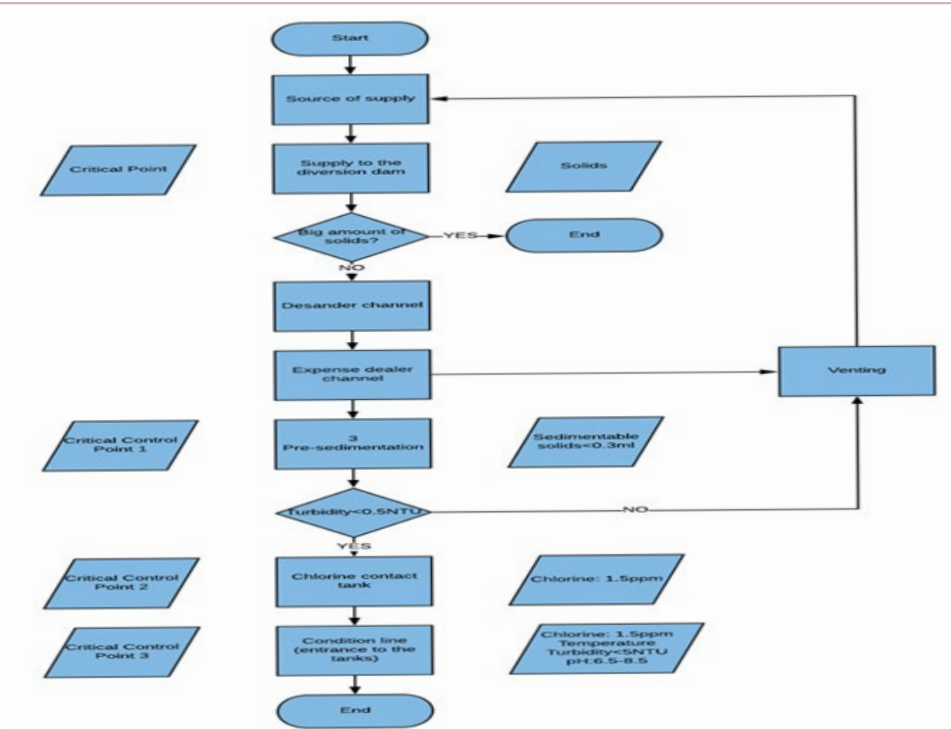 Start
Source of supply
Critical Point
Supply to the
diversion dam
Solids
Big amount of
solids?
YES
End
NO
Desander channel
Expense dealer
channel
Venting
Critical Control
Point 1
3
Pre-sedimentation
Sedimentable
solids<0.3ml
Turbidity<0.5NTU
NO
YES
Critical Control
Point 2
Chlorine contact
tank
Chlorine: 1.5ppm
Critical Control
Point 3
Condition line
(entrance to the
tanks)
Chlorine: 1.5ppm
Temperature
Turbidity<5NTU
pH:6.5-8.5
End